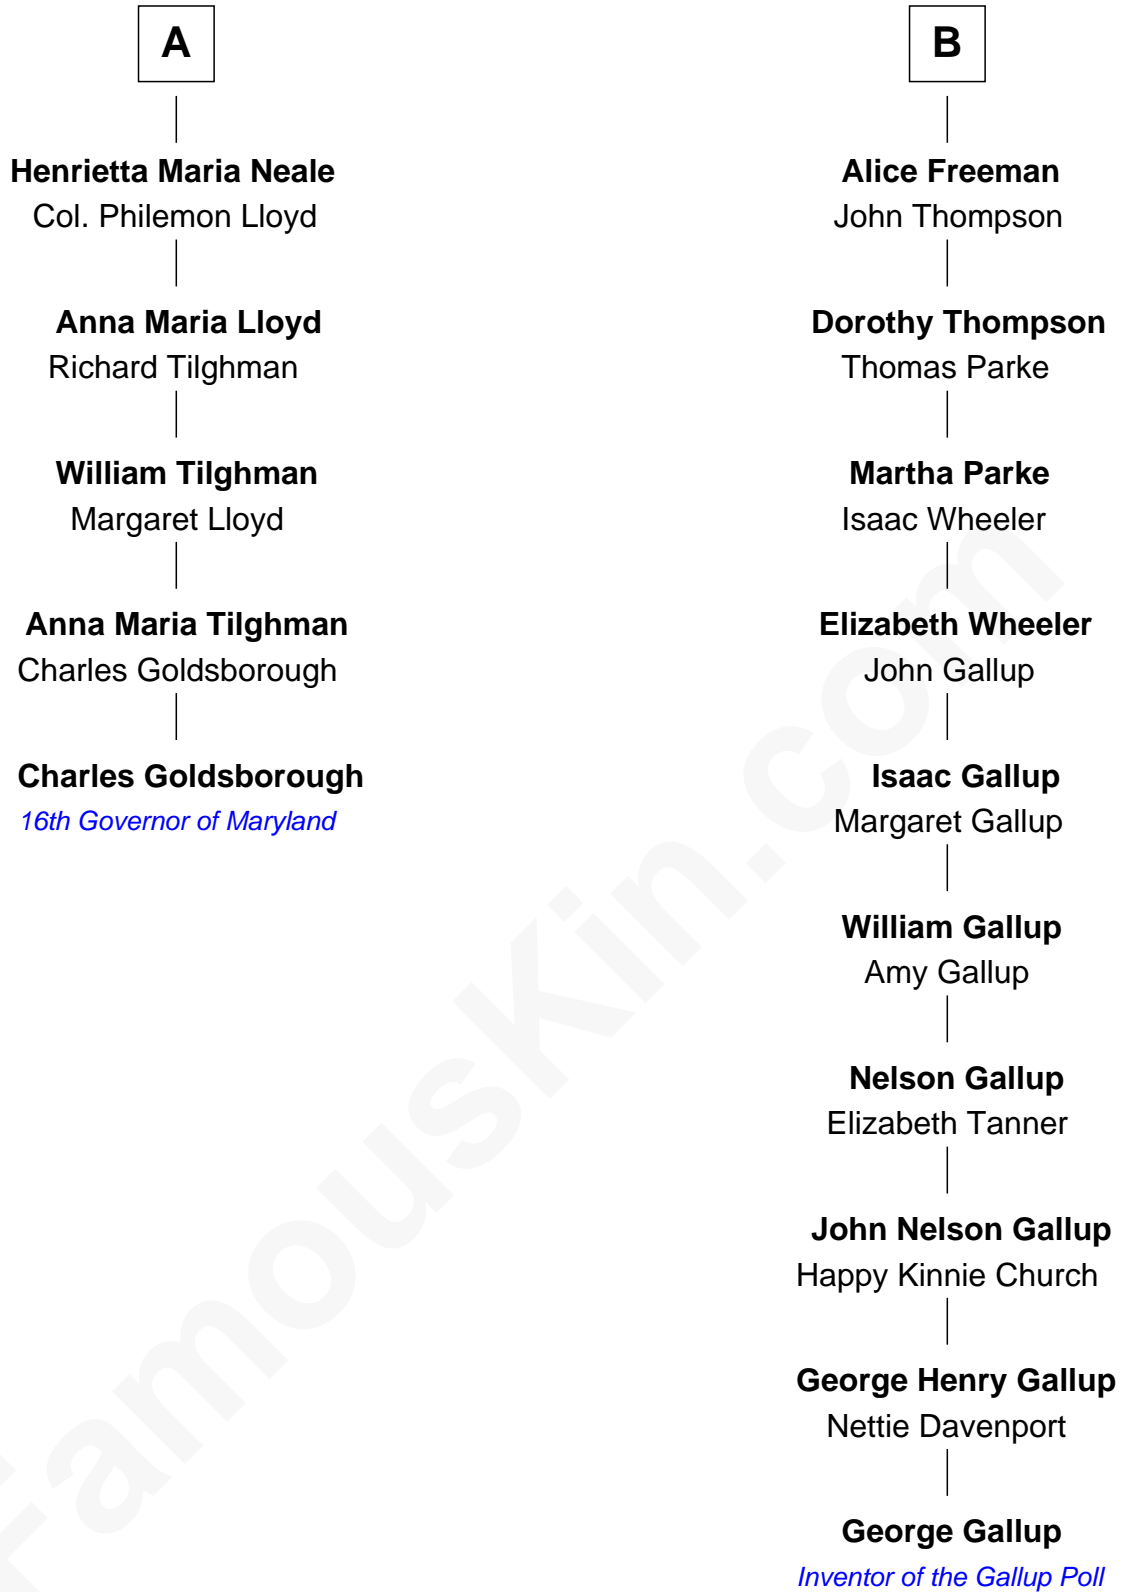 A
Henrietta Maria Neale
Col. Philemon Lloyd
Anna Maria Lloyd
Richard Tilghman
William Tilghman
Margaret Lloyd
Anna Maria Tilghman
Charles Goldsborough
Charles Goldsborough
16th Governor of Maryland
B
Alice Freeman
John Thompson
Dorothy Thompson
Thomas Parke
Martha Parke
Isaac Wheeler
Elizabeth Wheeler
John Gallup
Isaac Gallup
Margaret Gallup
William Gallup
Amy Gallup
Nelson Gallup
Elizabeth Tanner
John Nelson Gallup
Happy Kinnie Church
George Henry Gallup
Nettie Davenport
George Gallup
Inventor of the Gallup Poll
FamousKin.com